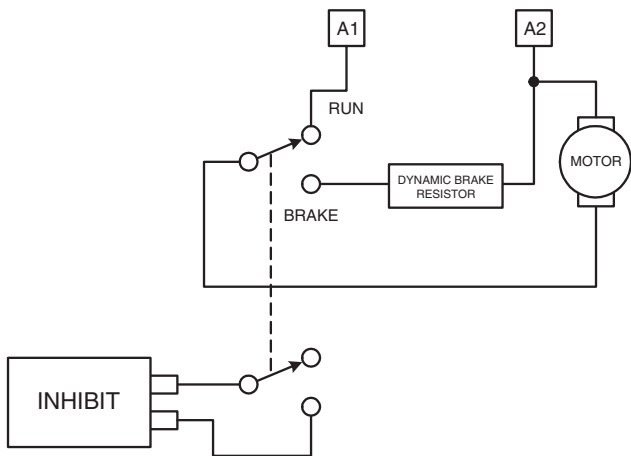 A1
A2
RUN
MOTOR
DYNAMIC BRAKE
RESISTOR
BRAKE
INHIBIT